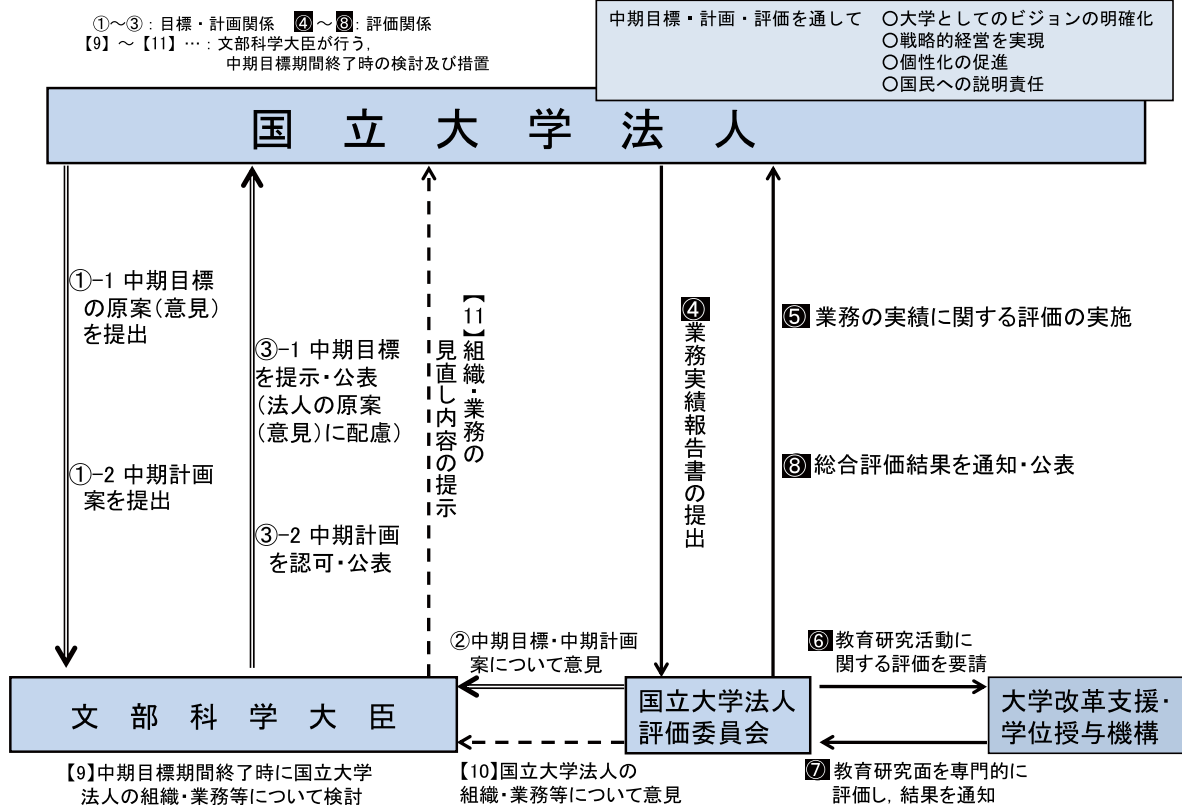 ①～③：目標・計画関係　❹～❽：評価関係
【9】～【11】…：文部科学大臣が行う，
中期目標期間終了時の検討及び措置
中期目標・計画・評価を通して　○大学としてのビジョンの明確化
○戦略的経営を実現
○個性化の促進
○国民への説明責任
国立大学法人
①-1 中期目標
の原案（意見）
を提出
①-2 中期計画
案を提出
③-1 中期目標
を提示・公表
（法人の原案
（意見）に配慮）
③-2 中期計画
を認可・公表
【11】組織・業務の
見直し内容の提示
❹業務実績報告書の提出
❺ 業務の実績に関する評価の実施
❽ 総合評価結果を通知・公表
②中期目標・中期計画
案について意見
❻ 教育研究活動に
関する評価を要請
文部科学大臣
国立大学法人
評価委員会
大学改革支援・
学位授与機構
【9】中期目標期間終了時に国立大学
法人の組織・業務等について検討
【10】国立大学法人の
組織・業務等について意見
❼ 教育研究面を専門的に
評価し，結果を通知